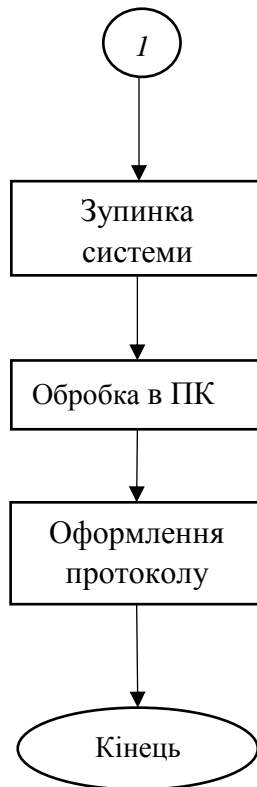 1
Зупинка
системи
Обробка в ПК
Оформлення
протоколу
Кінець